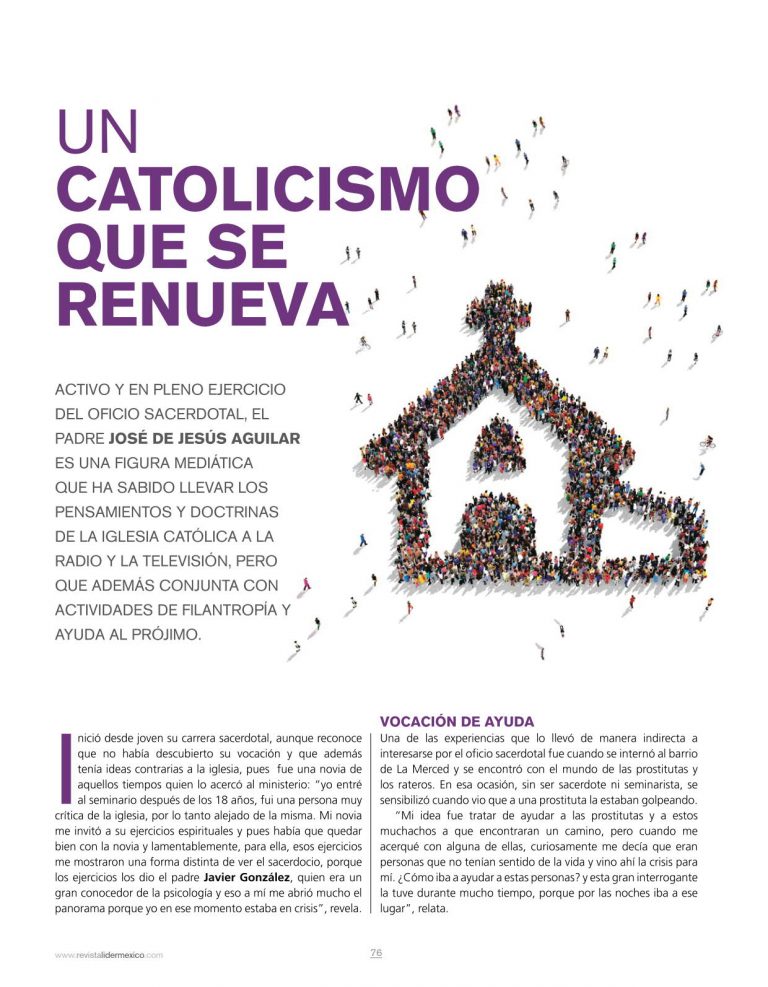 UN
CATOLICISMO
QUE SE
RENUEVA
ACTIVO Y EN PLENO EJERCICIO
DEL OFICIO SACERDOTAL, EL
PADRE JOSÉ DE JESÚS AGUILAR
ES UNA FIGURA MEDIÁTICA
QUE HA SABIDO LLEVAR LOS
PENSAMIENTOS Y DOCTRINAS
DE LA IGLESIA CATÓLICA A LA
RADIO Y LA TELEVISIÓN, PERO
QUE ADEMÁS CONJUNTA CON
ACTIVIDADES DE FILANTROPÍA Y
AYUDA AL PRÓJIMO.
Inició desde joven su carrera sacerdotal, aunque reconoce
que no había descubierto su vocación y que además
tenía ideas contrarias a la iglesia, pues fue una novia de
aquellos tiempos quien lo acercó al ministerio: “yo entré
al seminario después de los 18 años, fui una persona muy
crítica de la iglesia, por lo tanto alejado de la misma. Mi novia
me invitó a su ejercicios espirituales y pues había que quedar
bien con la novia y lamentablemente, para ella, esos ejercicios
me mostraron una forma distinta de ver el sacerdocio, porque
los ejercicios los dio el padre Javier González, quien era un
gran conocedor de la psicología y eso a mí me abrió mucho el
panorama porque yo en ese momento estaba en crisis”, revela.
VOCACIÓN DE AYUDA
Una de las experiencias que lo llevó de manera indirecta a
interesarse por el oficio sacerdotal fue cuando se internó al barrio
de La Merced y se encontró con el mundo de las prostitutas y
los rateros. En esa ocasión, sin ser sacerdote ni seminarista, se
sensibilizó cuando vio que a una prostituta la estaban golpeando.
“Mi idea fue tratar de ayudar a las prostitutas y a estos
muchachos a que encontraran un camino, pero cuando me
acerqué con alguna de ellas, curiosamente me decía que eran
personas que no tenían sentido de la vida y vino ahí la crisis para
mí. ¿Cómo iba a ayudar a estas personas? y esta gran interrogante
la tuve durante mucho tiempo, porque por las noches iba a ese
lugar", relata.
www.revistalidermexico.com
76